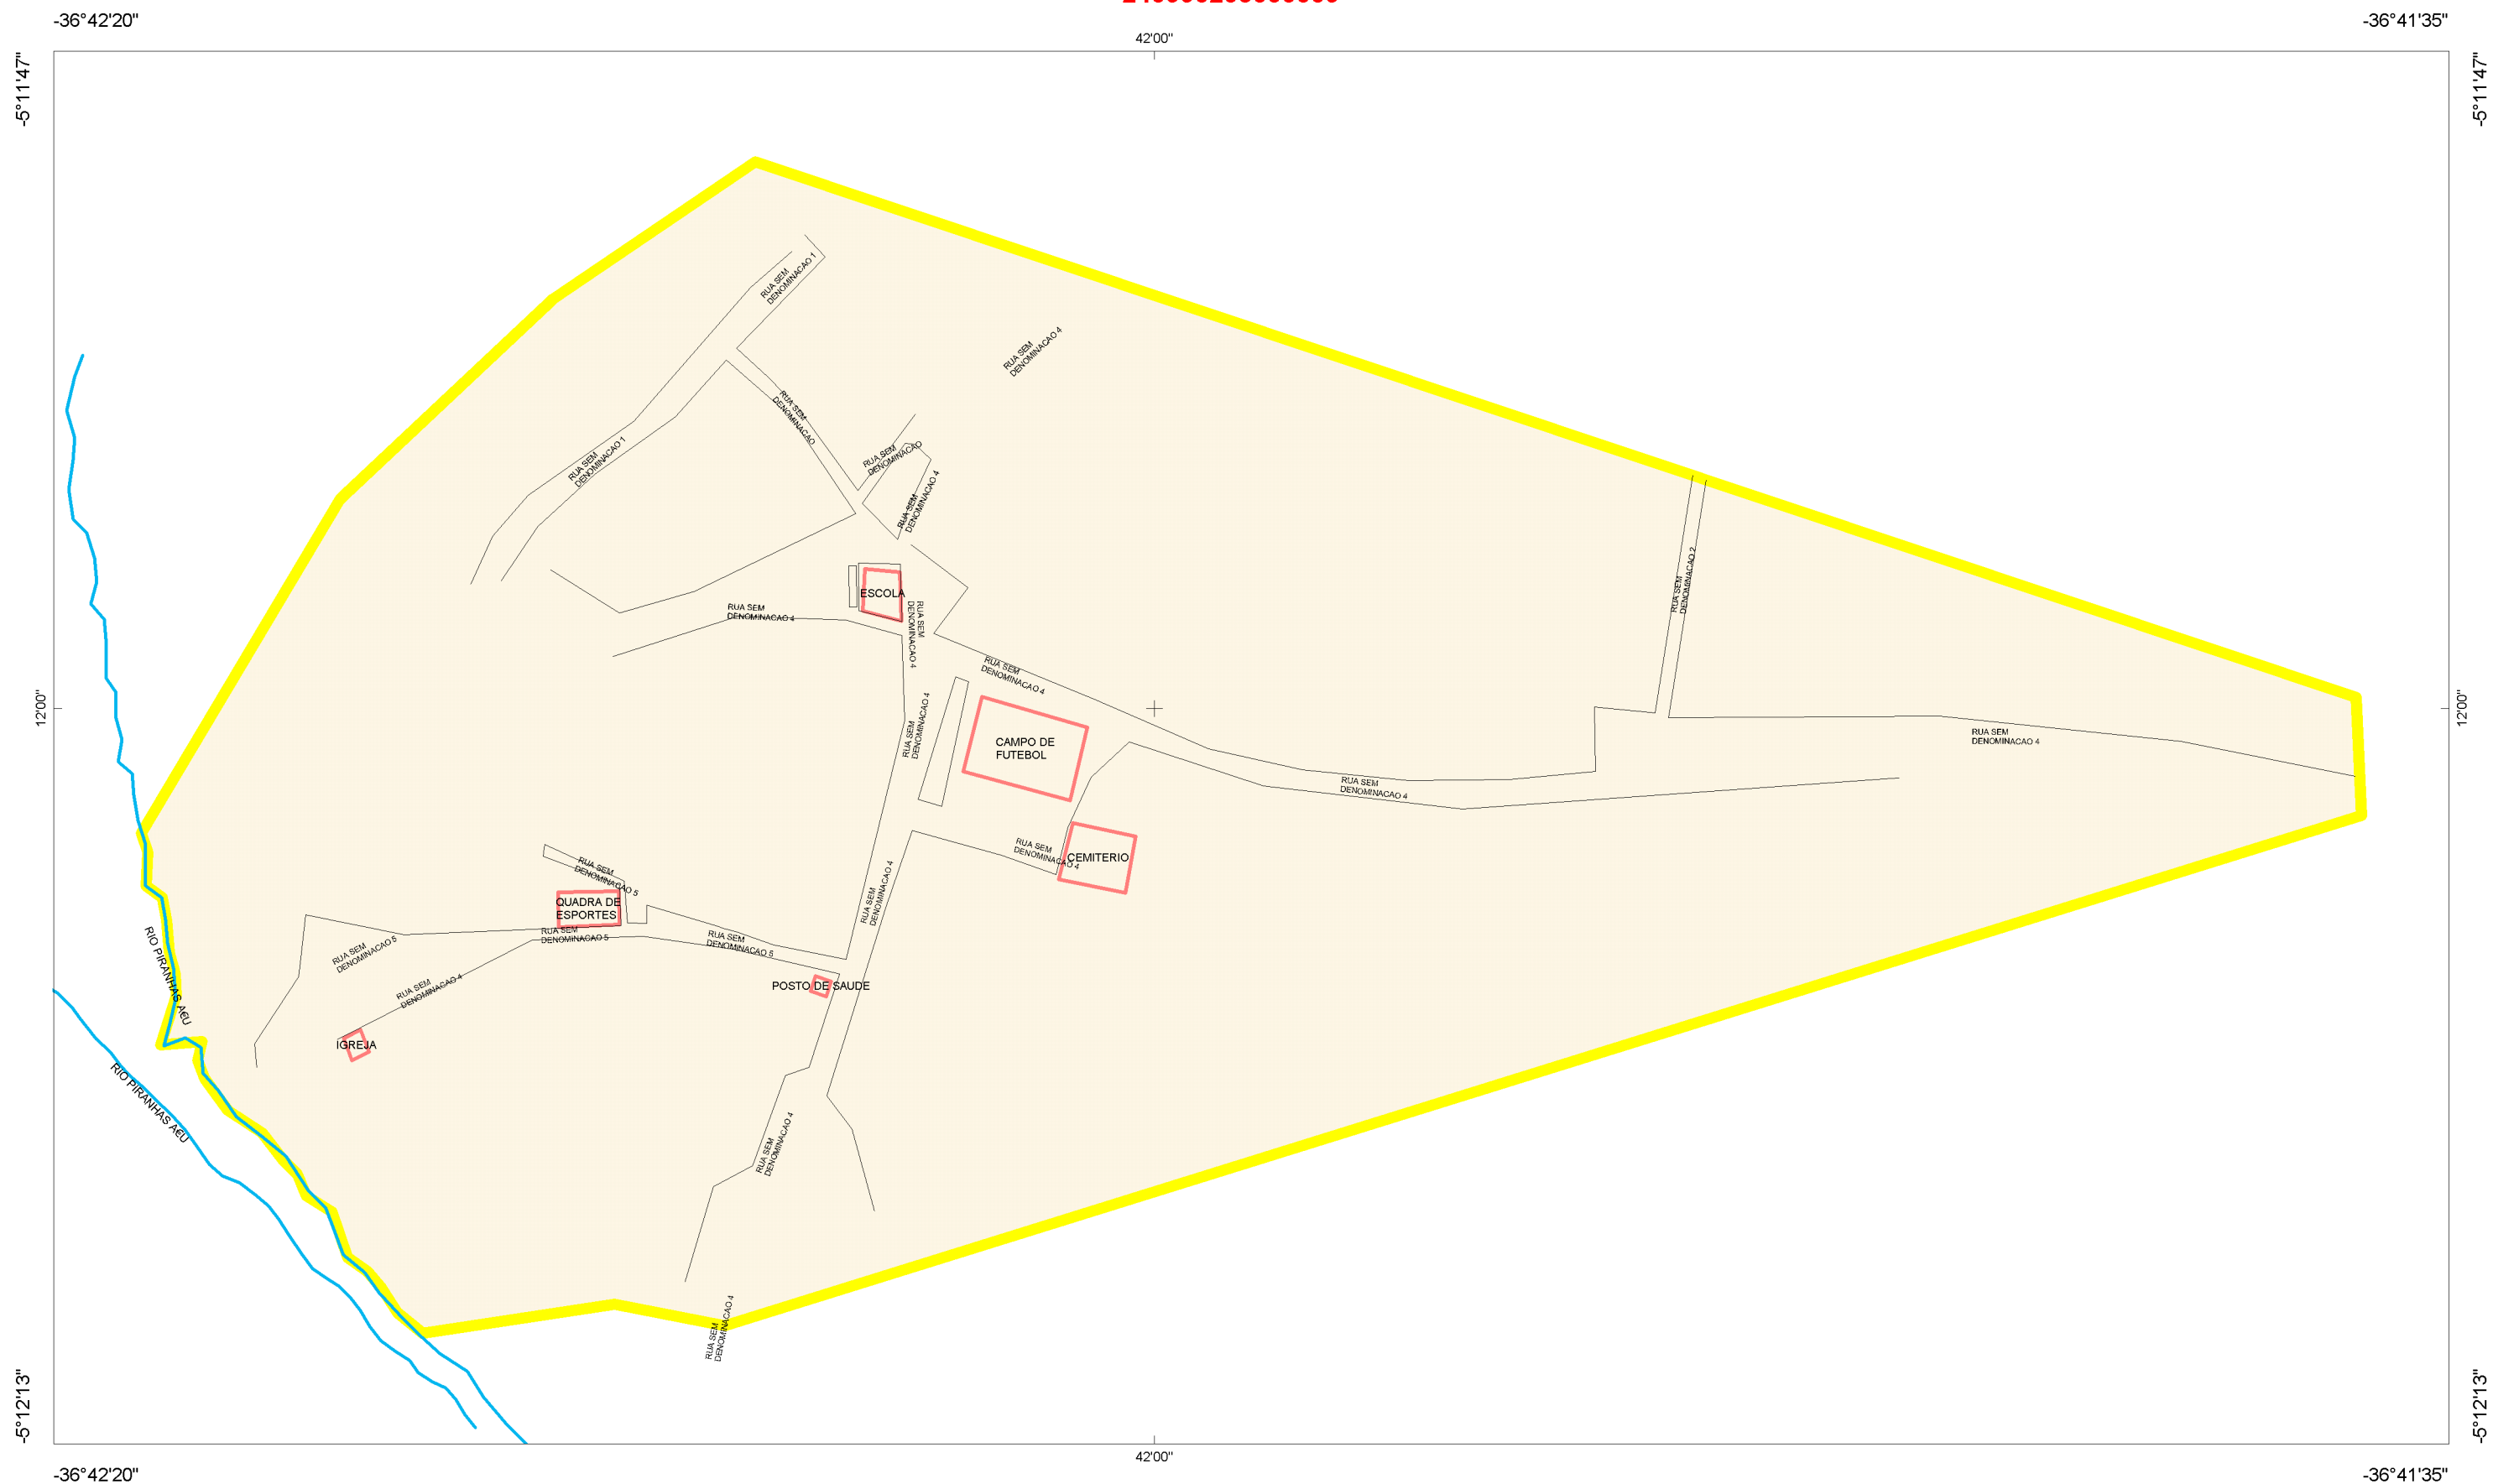 -36°42'20"
-36°41'35"
42'00"
-5°11'47"
-5°11'47"
RUA SEM
DENOMINACAO 1
RUA SEM
DENOMINACAO 4
RUA SEM
DENOMINACAO
RUA SEM
DENOMINACAO 1
RUA SEM
DENOMINACAO
RUA SEM
DENOMINACAO 4
RUA SEM
DENOMINACAO 2
ESCOLA
RUA SEM
DENOMINACAO 4
RUA SEM
DENOMINACAO 4
RUA SEM
DENOMINACAO 4
12'00"
12'00"
RUA SEM
DENOMINACAO 4
CAMPO DE
FUTEBOL
RUA SEM
DENOMINACAO 4
RUA SEM
DENOMINACAO 4
RUA SEM
DENOMINACAO 4
CEMITERIO
RUA SEM
DENOMINACAO 5
RUA SEM
DENOMINACAO 4
QUADRA DE
ESPORTES
RUA SEM
DENOMINACAO 5
RUA SEM
DENOMINACAO 5
RUA SEM
DENOMINACAO 5
RIO PIRANHAS A€U
RUA SEM
DENOMINACAO 4
POSTO DE SAUDE
IGREJA
RIO PIRANHAS A€U
RUA SEM
DENOMINACAO 4
RUA SEM
DENOMINACAO 4
-5°12'13"
-5°12'13"
42'00"
-36°42'20"
-36°41'35"